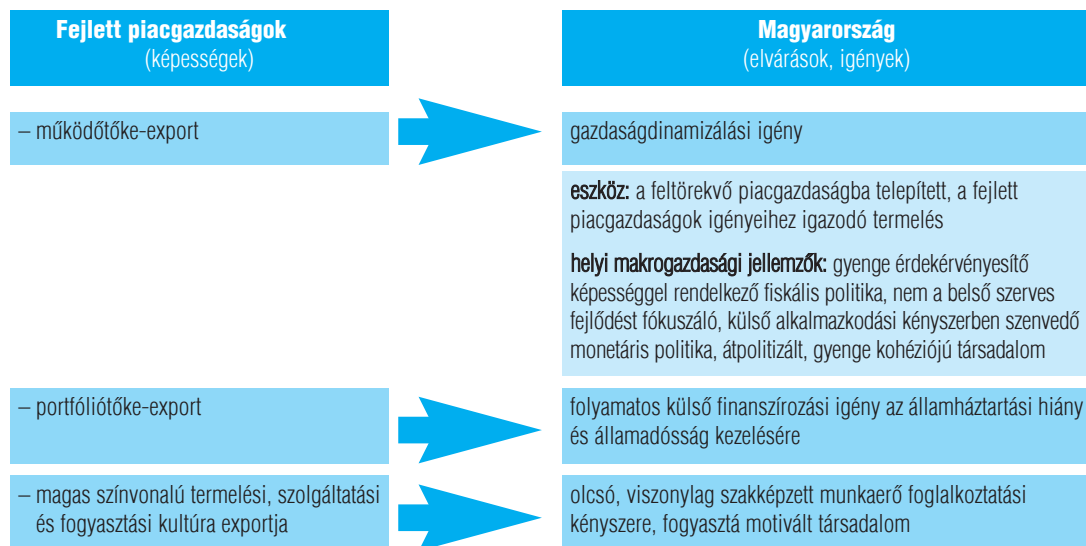 Fejlett piacgazdaságok
(képességek)
Magyarország
(elvárások, igények)
– működőtőke-export
gazdaságdinamizálási igény
eszköz: a feltörekvő piacgazdaságba telepített, a fejlett
piacgazdaságok igényeihez igazodó termelés
helyi makrogazdasági jellemzők: gyenge érdekérvényesítő
képességgel rendelkező fiskális politika, nem a belső szerves
fejlődést fókuszáló, külső alkalmazkodási kényszerben szenvedő
monetáris politika, átpolitizált, gyenge kohéziójú társadalom
– portfóliótőke-export
folyamatos külső finanszírozási igény az államháztartási hiány
és államadósság kezelésére
– magas színvonalú termelési, szolgáltatási
és fogyasztási kultúra exportja
olcsó, viszonylag szakképzett munkaerő foglalkoztatási
kényszere, fogyasztá motivált társadalom